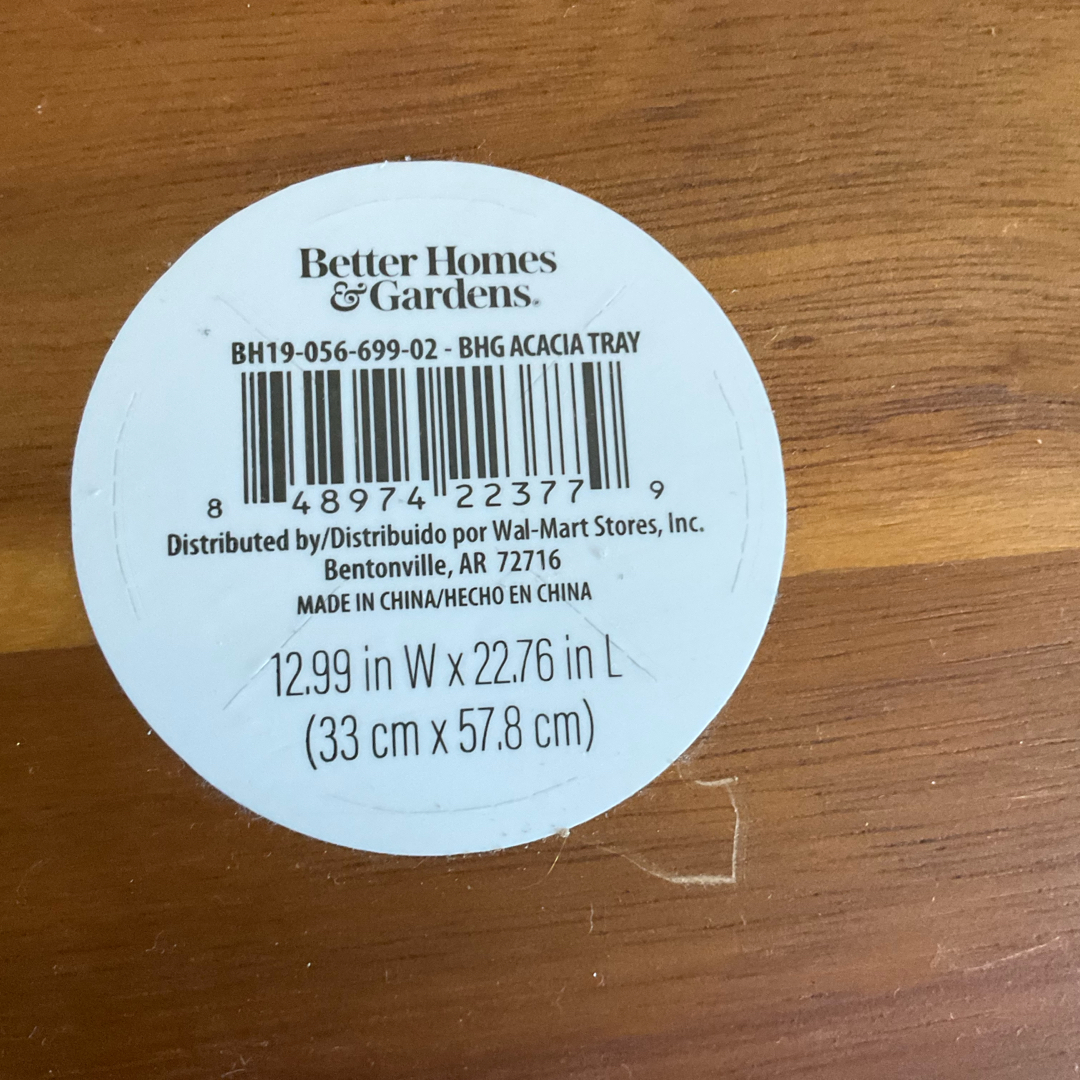 Better Homes
& Gardens®
BH19-056-699-02 - BHG ACACIA TRAY
8 48974 22377 9
Distributed by/Distribuido por Wal-Mart Stores, Inc.
Bentonville, AR 72716
MADE IN CHINA/HECHO EN CHINA
12.99 in W x 22.76 in L
(33 cm x 57.8 cm)